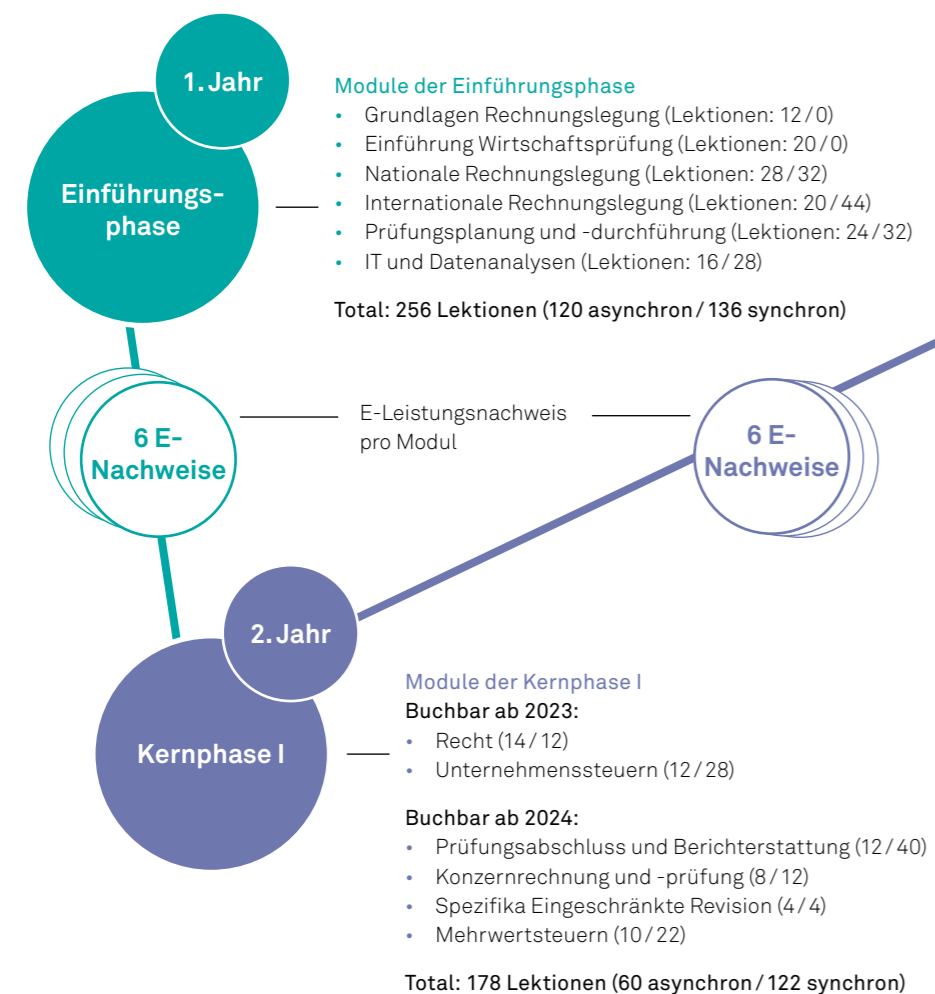 1. Jahr
Einführungs-
phase
Module der Einführungsphase
• Grundlagen Rechnungslegung (Lektionen: 12/0)
• Einführung Wirtschaftsprüfung (Lektionen: 20/0)
• Nationale Rechnungslegung (Lektionen: 28/32)
• Internationale Rechnungslegung (Lektionen: 20/44)
• Prüfungsplanung und -durchführung (Lektionen: 24/32)
• IT und Datenanalysen (Lektionen: 16/28)
Total: 256 Lektionen (120 asynchron/136 synchron)
6 E-
Nachweise
E-Leistungsnachweis
pro Modul
6 E-
Nachweise
2. Jahr
Kernphase I
Module der Kernphase I
Buchbar ab 2023:
• Recht (14/12)
• Unternehmenssteuern (12/28)
Buchbar ab 2024:
• Prüfungsabschluss und Berichterstattung (12/40)
• Konzernrechnung und -prüfung (8/12)
• Spezifika Eingeschränkte Revision (4/4)
• Mehrwertsteuern (10/22)
Total: 178 Lektionen (60 asynchron/122 synchron)